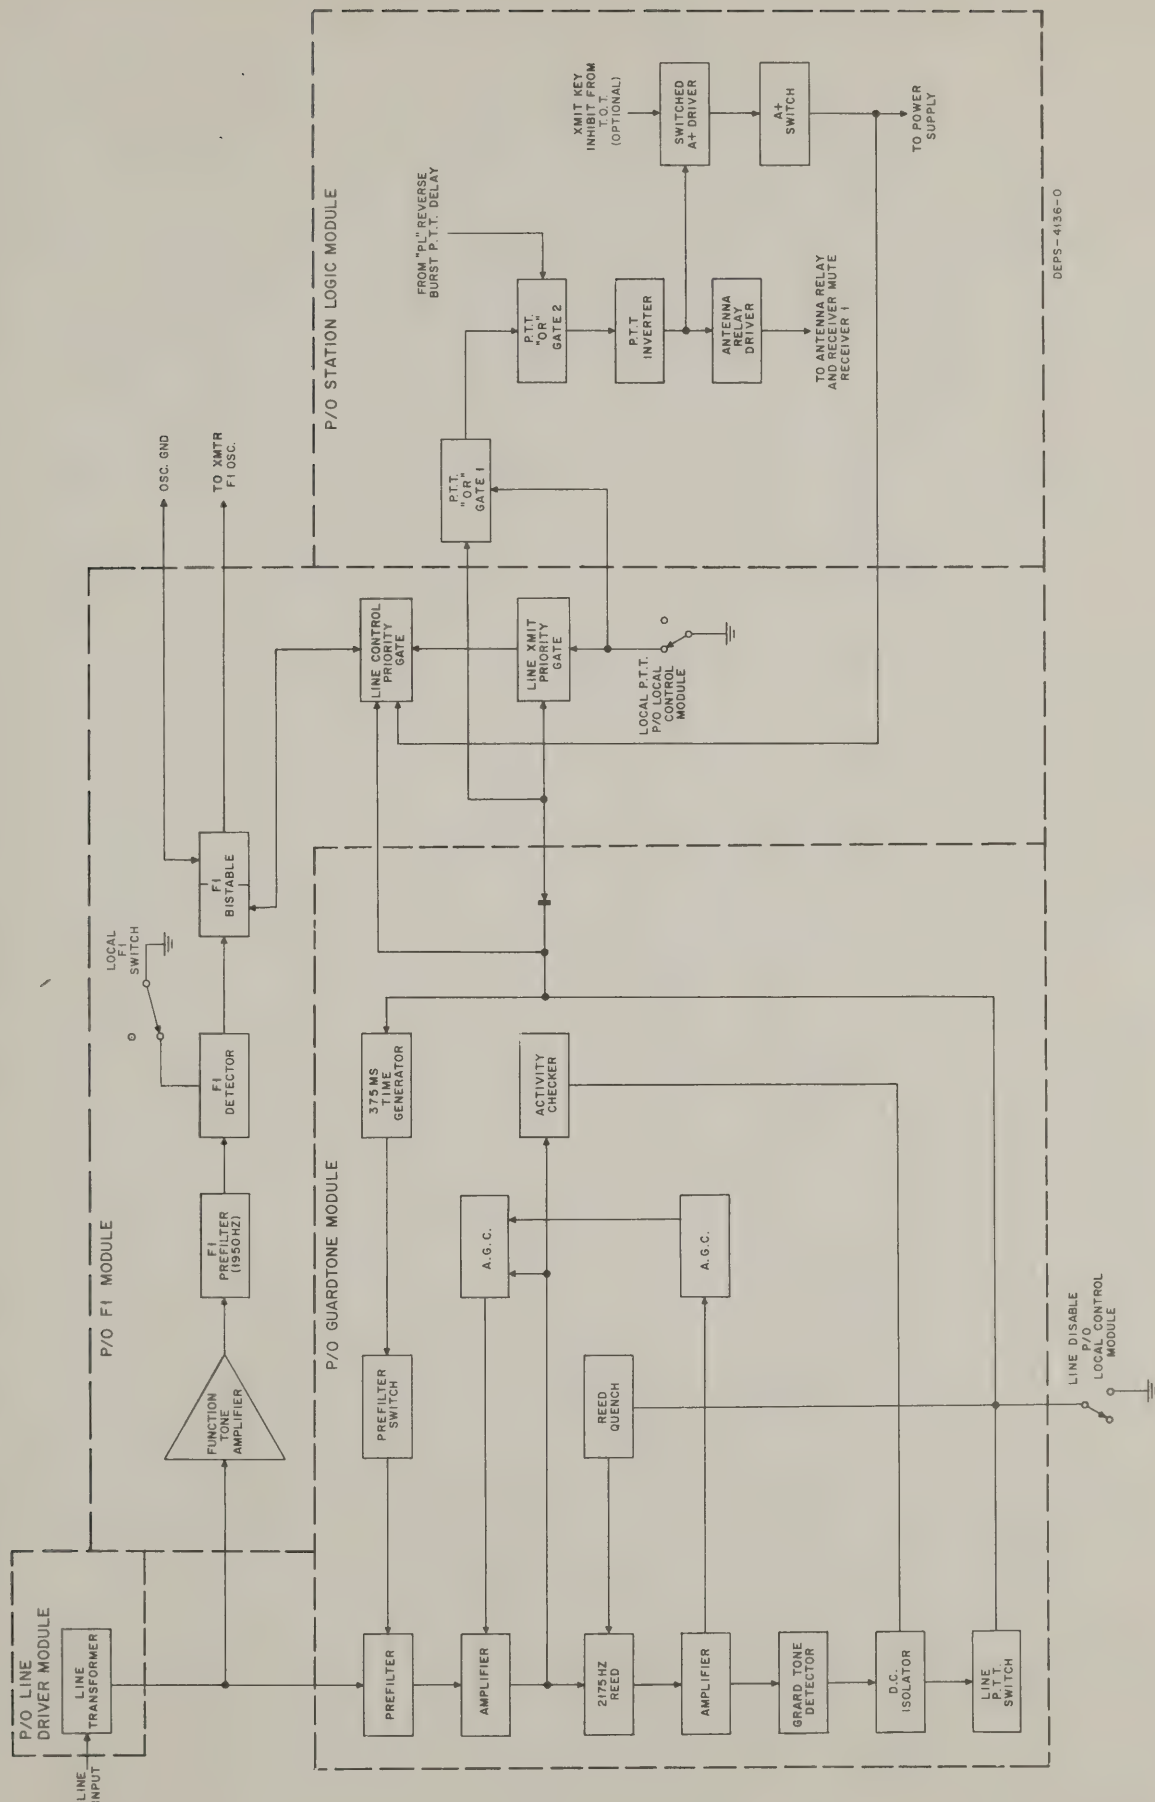 P/O LINE
DRIVER MODULE
LINE
TRANSFORMER
LINE
INPUT
P/O F1 MODULE
FUNCTION
TONE
AMPLIFIER
F1
PREFILTER
(1950HZ)
F1
DETECTOR
LOCAL
F1
SWITCH
F1
BISTABLE
OSC. GND
TO XMTR
F1 OSC.
LINE CONTROL
PRIORITY
GATE
LINE XMIT
PRIORITY
GATE
LOCAL P.T.T.
P/O LOCAL
CONTROL
MODULE
P/O GUARDTONE MODULE
PREFILTER
PREFILTER
SWITCH
375 MS
TIME
GENERATOR
AMPLIFIER
A.G.C.
ACTIVITY
CHECKER
2175HZ
REED
REED
QUENCH
AMPLIFIER
A.G.C.
GRARD TONE
DETECTOR
D.C.
ISOLATOR
LINE
P.T.T.
SWITCH
LINE DISABLE
P/O
LOCAL CONTROL
MODULE
P/O STATION LOGIC MODULE
P.T.T.
"OR"
GATE 1
FROM "PL" REVERSE
BURST P.T.T. DELAY
P.T.T.
"OR"
GATE 2
P.T.T
INVERTER
ANTENNA
RELAY
DRIVER
TO ANTENNA RELAY
AND RECEIVER MUTE
RECEIVER 1
XMIT KEY
INHIBIT FROM
T.O.T.
(OPTIONAL)
SWITCHED
A+ DRIVER
A+
SWITCH
TO POWER
SUPPLY
DEPS-4136-O